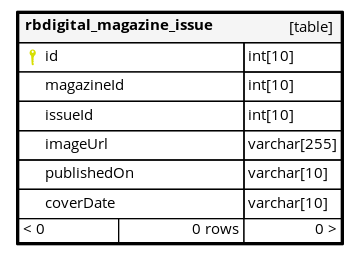 rbdigital_magazine_issue [table]
id int[10]
magazineId int[10]
issueId int[10]
imageUrl varchar[255]
publishedOn varchar[10]
coverDate varchar[10]
< 0 0 rows 0 >